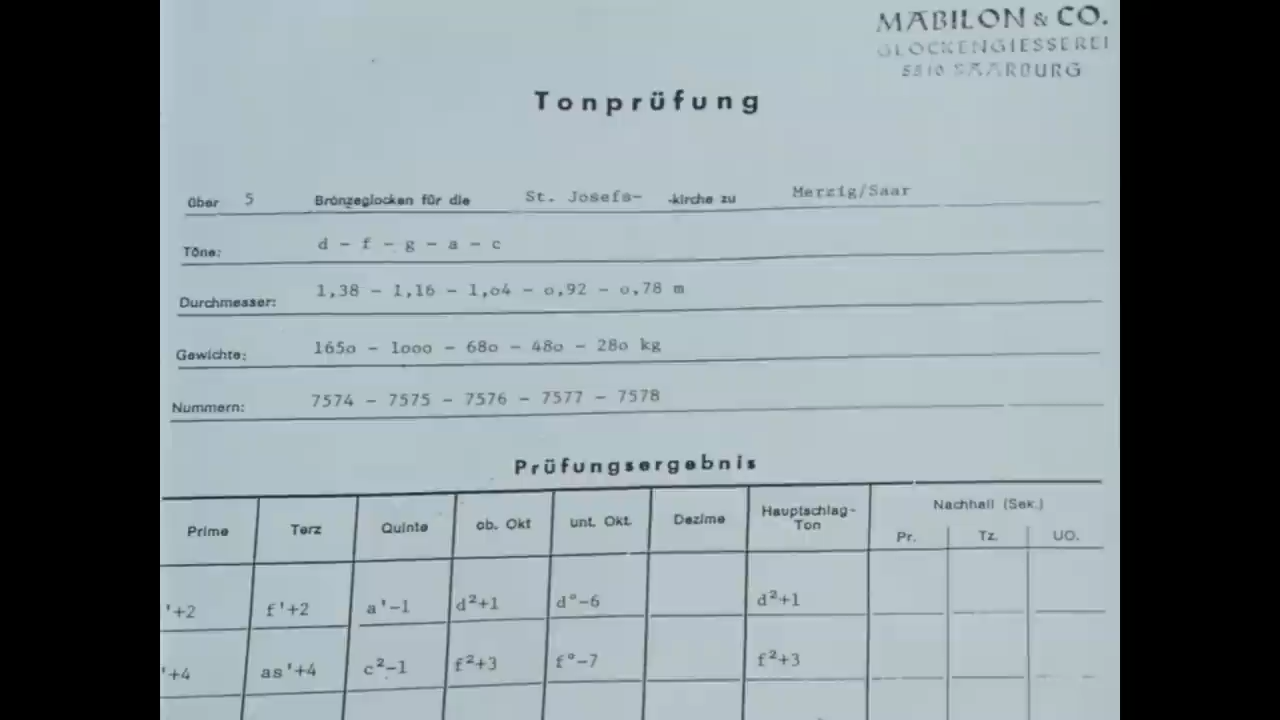 MABILON & CO.
GLOCKENGIESSEREI
5510 SAARBURG
Tonprüfung
über 5 Bronzeglocken für die St. Josefs- -kirche zu Merzig/Saar
Töne: d - f - g - a - c
Durchmesser: 1,38 - 1,16 - 1,o4 - o,92 - o,78 m
Gewichte: 165o - 1ooo - 68o - 48o - 28o kg
Nummern: 7574 - 7575 - 7576 - 7577 - 7578
Prüfungsergebnis
Prime Terz Quinte ob. Okt unt. Okt. Dezime Hauptschlag-Ton Nachhall (Sek.)
Pr. Tz. UO.
'+2 f'+2 a'-1 d²+1 d°-6 d²+1
'+4 as'+4 c²-1 f²+3 f°-7 f²+3